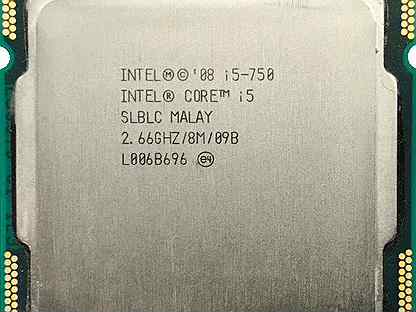 INTEL®©'08 i5-750
INTEL® CORE™ i5
SLBLC MALAY
2.66GHZ/8M/09B
L006B696 e4